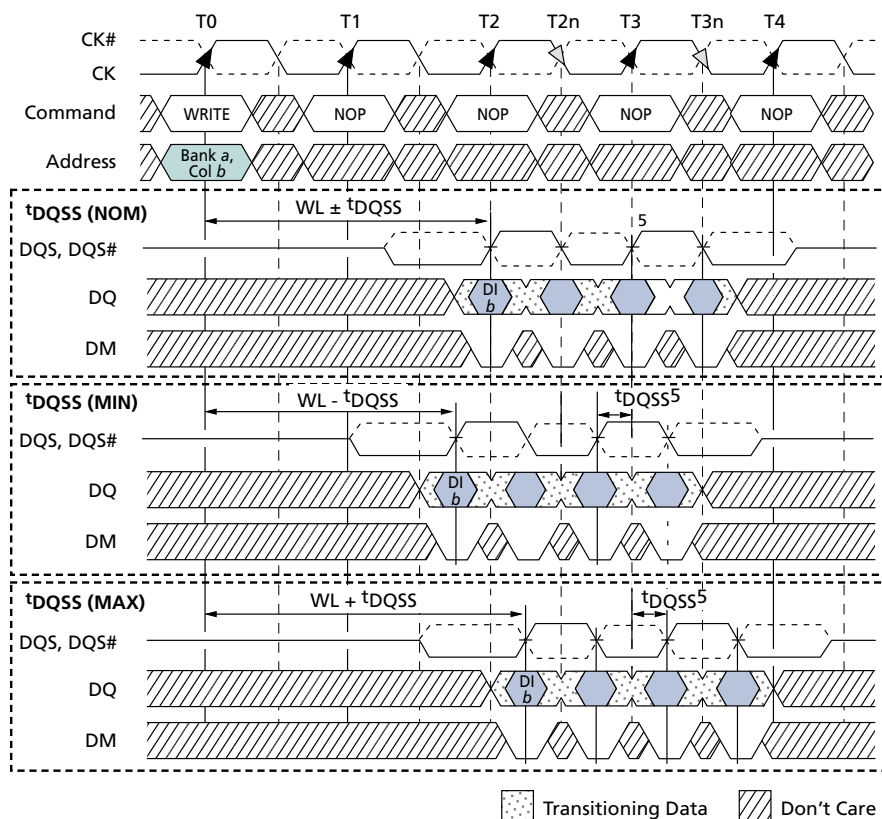 T0 T1 T2 T2n T3 T3n T4
CK#
CK
Command WRITE NOP NOP NOP NOP
Address Bank a, Col b
tDQSS (NOM) WL ± tDQSS
5
DQS, DQS#
DQ DI b
DM
tDQSS (MIN) WL - tDQSS tDQSS5
DQS, DQS#
DQ DI b
DM
tDQSS (MAX) WL + tDQSS tDQSS5
DQS, DQS#
DQ DI b
DM
Transitioning Data Don't Care